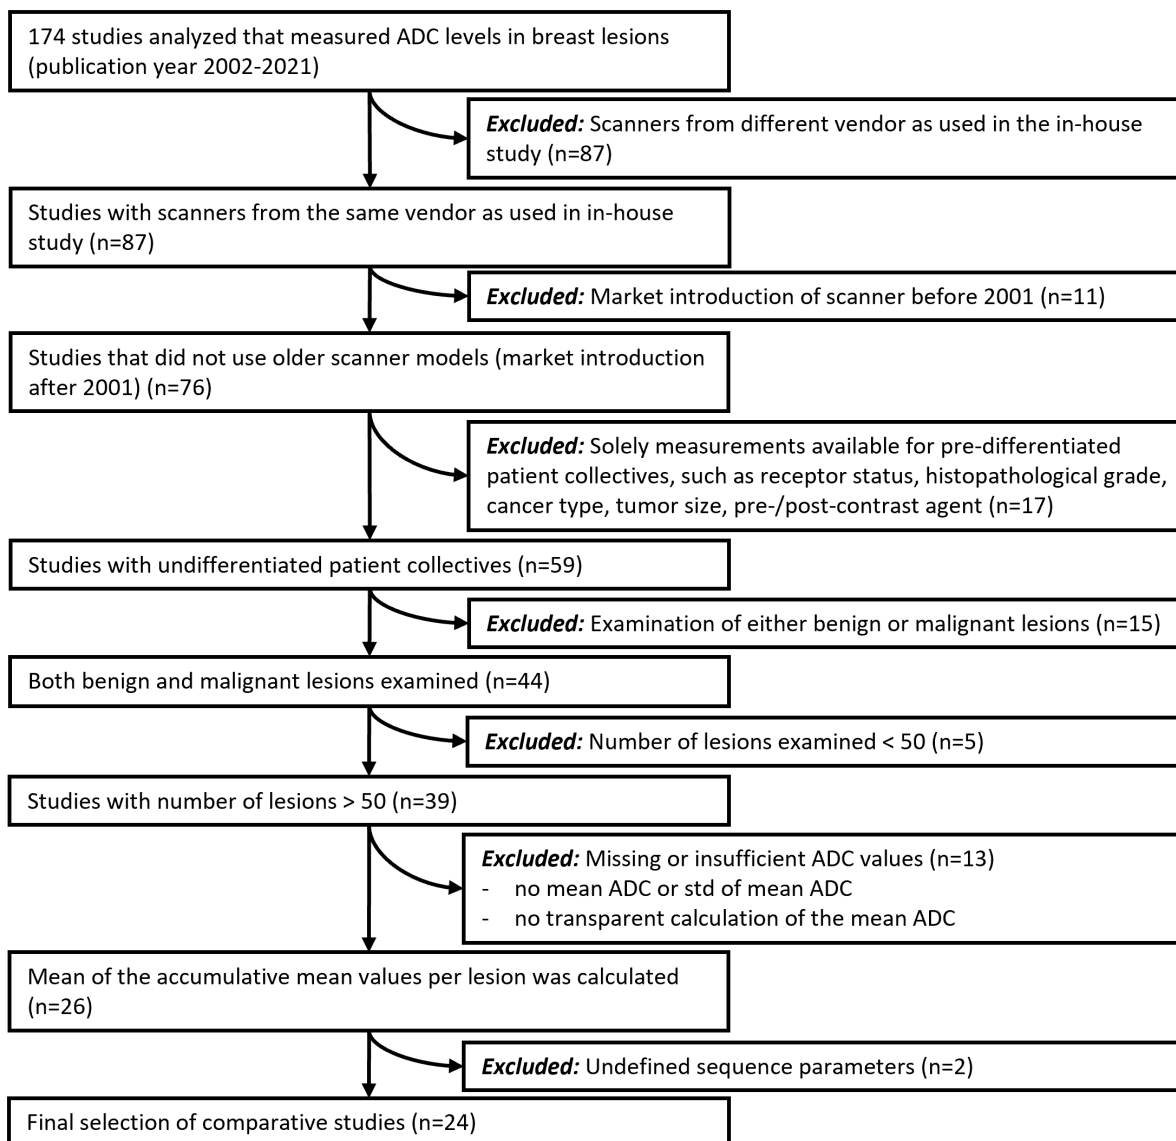 174 studies analyzed that measured ADC levels in breast lesions
(publication year 2002-2021)
Excluded: Scanners from different vendor as used in the in-house
study (n=87)
Studies with scanners from the same vendor as used in in-house
study (n=87)
Excluded: Market introduction of scanner before 2001 (n=11)
Studies that did not use older scanner models (market introduction
after 2001) (n=76)
Excluded: Solely measurements available for pre-differentiated
patient collectives, such as receptor status, histopathological grade,
cancer type, tumor size, pre-/post-contrast agent (n=17)
Studies with undifferentiated patient collectives (n=59)
Excluded: Examination of either benign or malignant lesions (n=15)
Both benign and malignant lesions examined (n=44)
Excluded: Number of lesions examined < 50 (n=5)
Studies with number of lesions > 50 (n=39)
Excluded: Missing or insufficient ADC values (n=13)
- no mean ADC or std of mean ADC
- no transparent calculation of the mean ADC
Mean of the accumulative mean values per lesion was calculated
(n=26)
Excluded: Undefined sequence parameters (n=2)
Final selection of comparative studies (n=24)